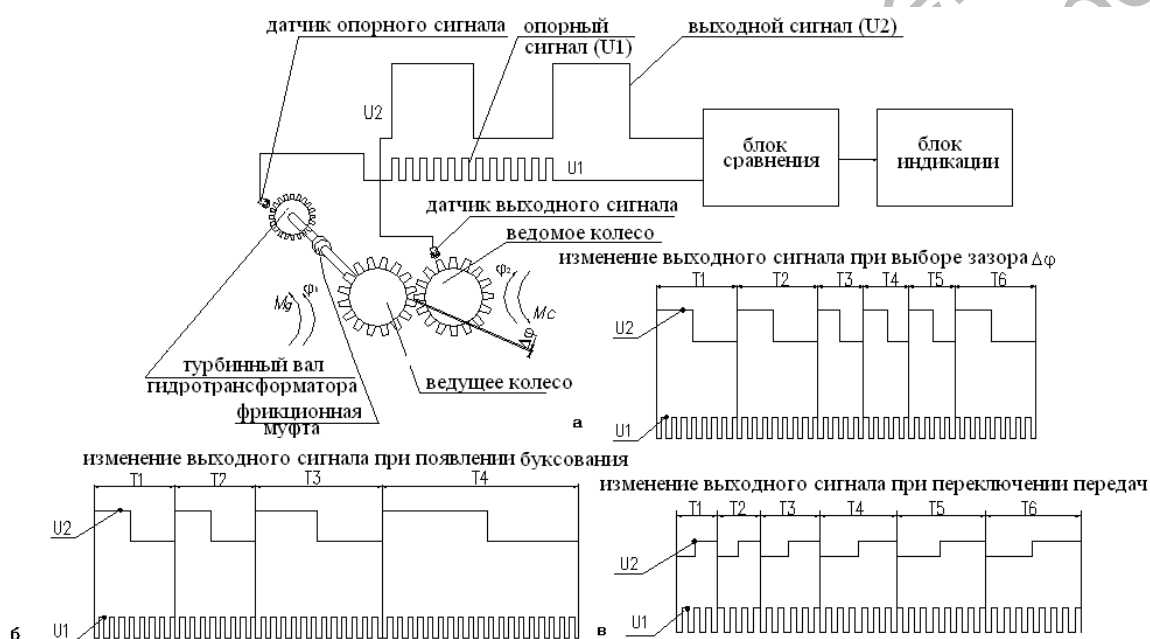 датчик опорного сигнала
опорный
сигнал (U1)
выходной сигнал (U2)
U2
U1
блок
сравнения
блок
индикации
датчик выходного сигнала
ведомое колесо
φ₁
Mg
φ₂
Mc
Δφ
турбинный вал
гидротрансформатора
ведущее колесо
фрикционная
муфта
изменение выходного сигнала при выборе зазора Δφ
T1 T2 T3 T4 T5 T6
U2
U1
а
изменение выходного сигнала при появлении буксования
T1 T2 T3 T4
U2
U1
б
изменение выходного сигнала при переключении передач
T1 T2 T3 T4 T5 T6
U2
U1
в